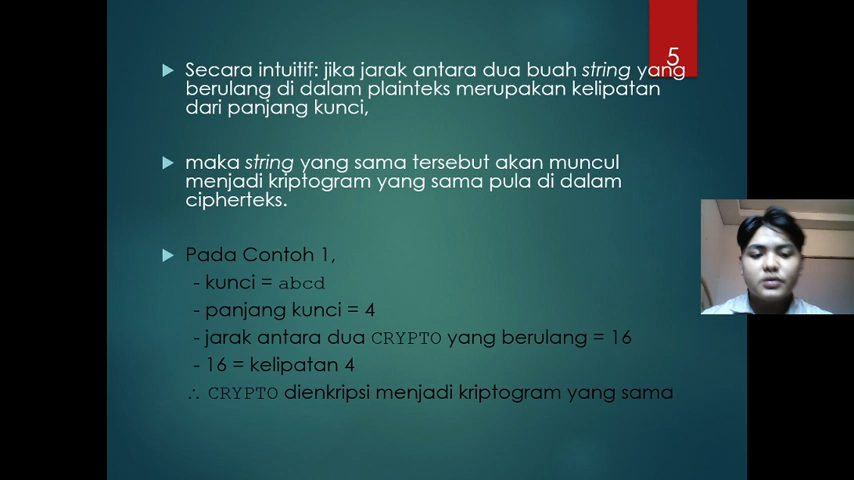 5
Secara intuitif: jika jarak antara dua buah string yang
berulang di dalam plainteks merupakan kelipatan
dari panjang kunci,
maka string yang sama tersebut akan muncul
menjadi kriptogram yang sama pula di dalam
cipherteks.
Pada Contoh 1,
- kunci = abcd
- panjang kunci = 4
- jarak antara dua CRYPTO yang berulang = 16
- 16 = kelipatan 4
∴ CRYPTO dienkripsi menjadi kriptogram yang sama